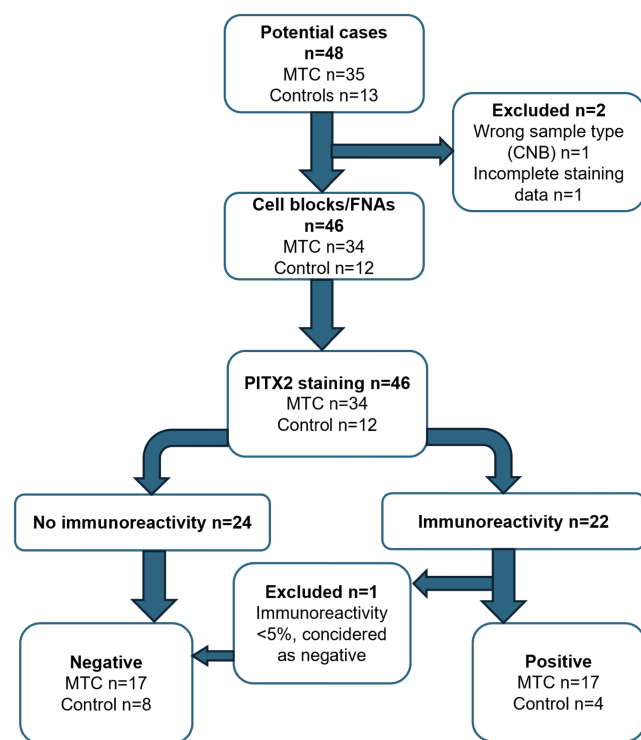 Potential cases
n=48
MTC n=35
Controls n=13
Excluded n=2
Wrong sample type
(CNB) n=1
Incomplete staining
data n=1
Cell blocks/FNAs
n=46
MTC n=34
Control n=12
PITX2 staining n=46
MTC n=34
Control n=12
No immunoreactivity n=24
Immunoreactivity n=22
Excluded n=1
Immunoreactivity
<5%, concidered
as negative
Negative
MTC n=17
Control n=8
Positive
MTC n=17
Control n=4